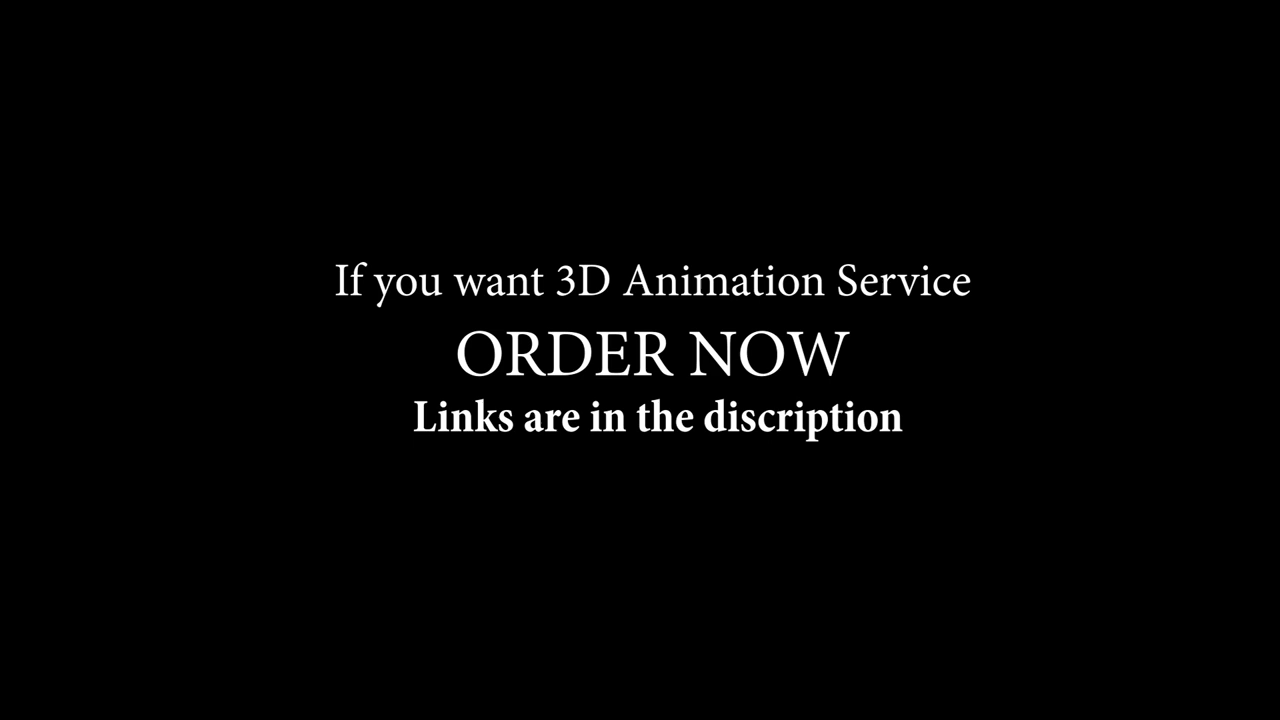 If you want 3D Animation Service
ORDER NOW
Links are in the discription